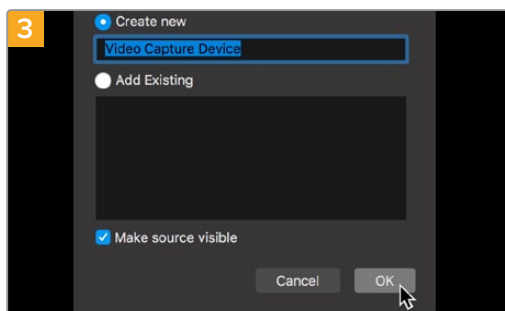 3
Create new
Video Capture Device
Add Existing
Make source visible
Cancel OK